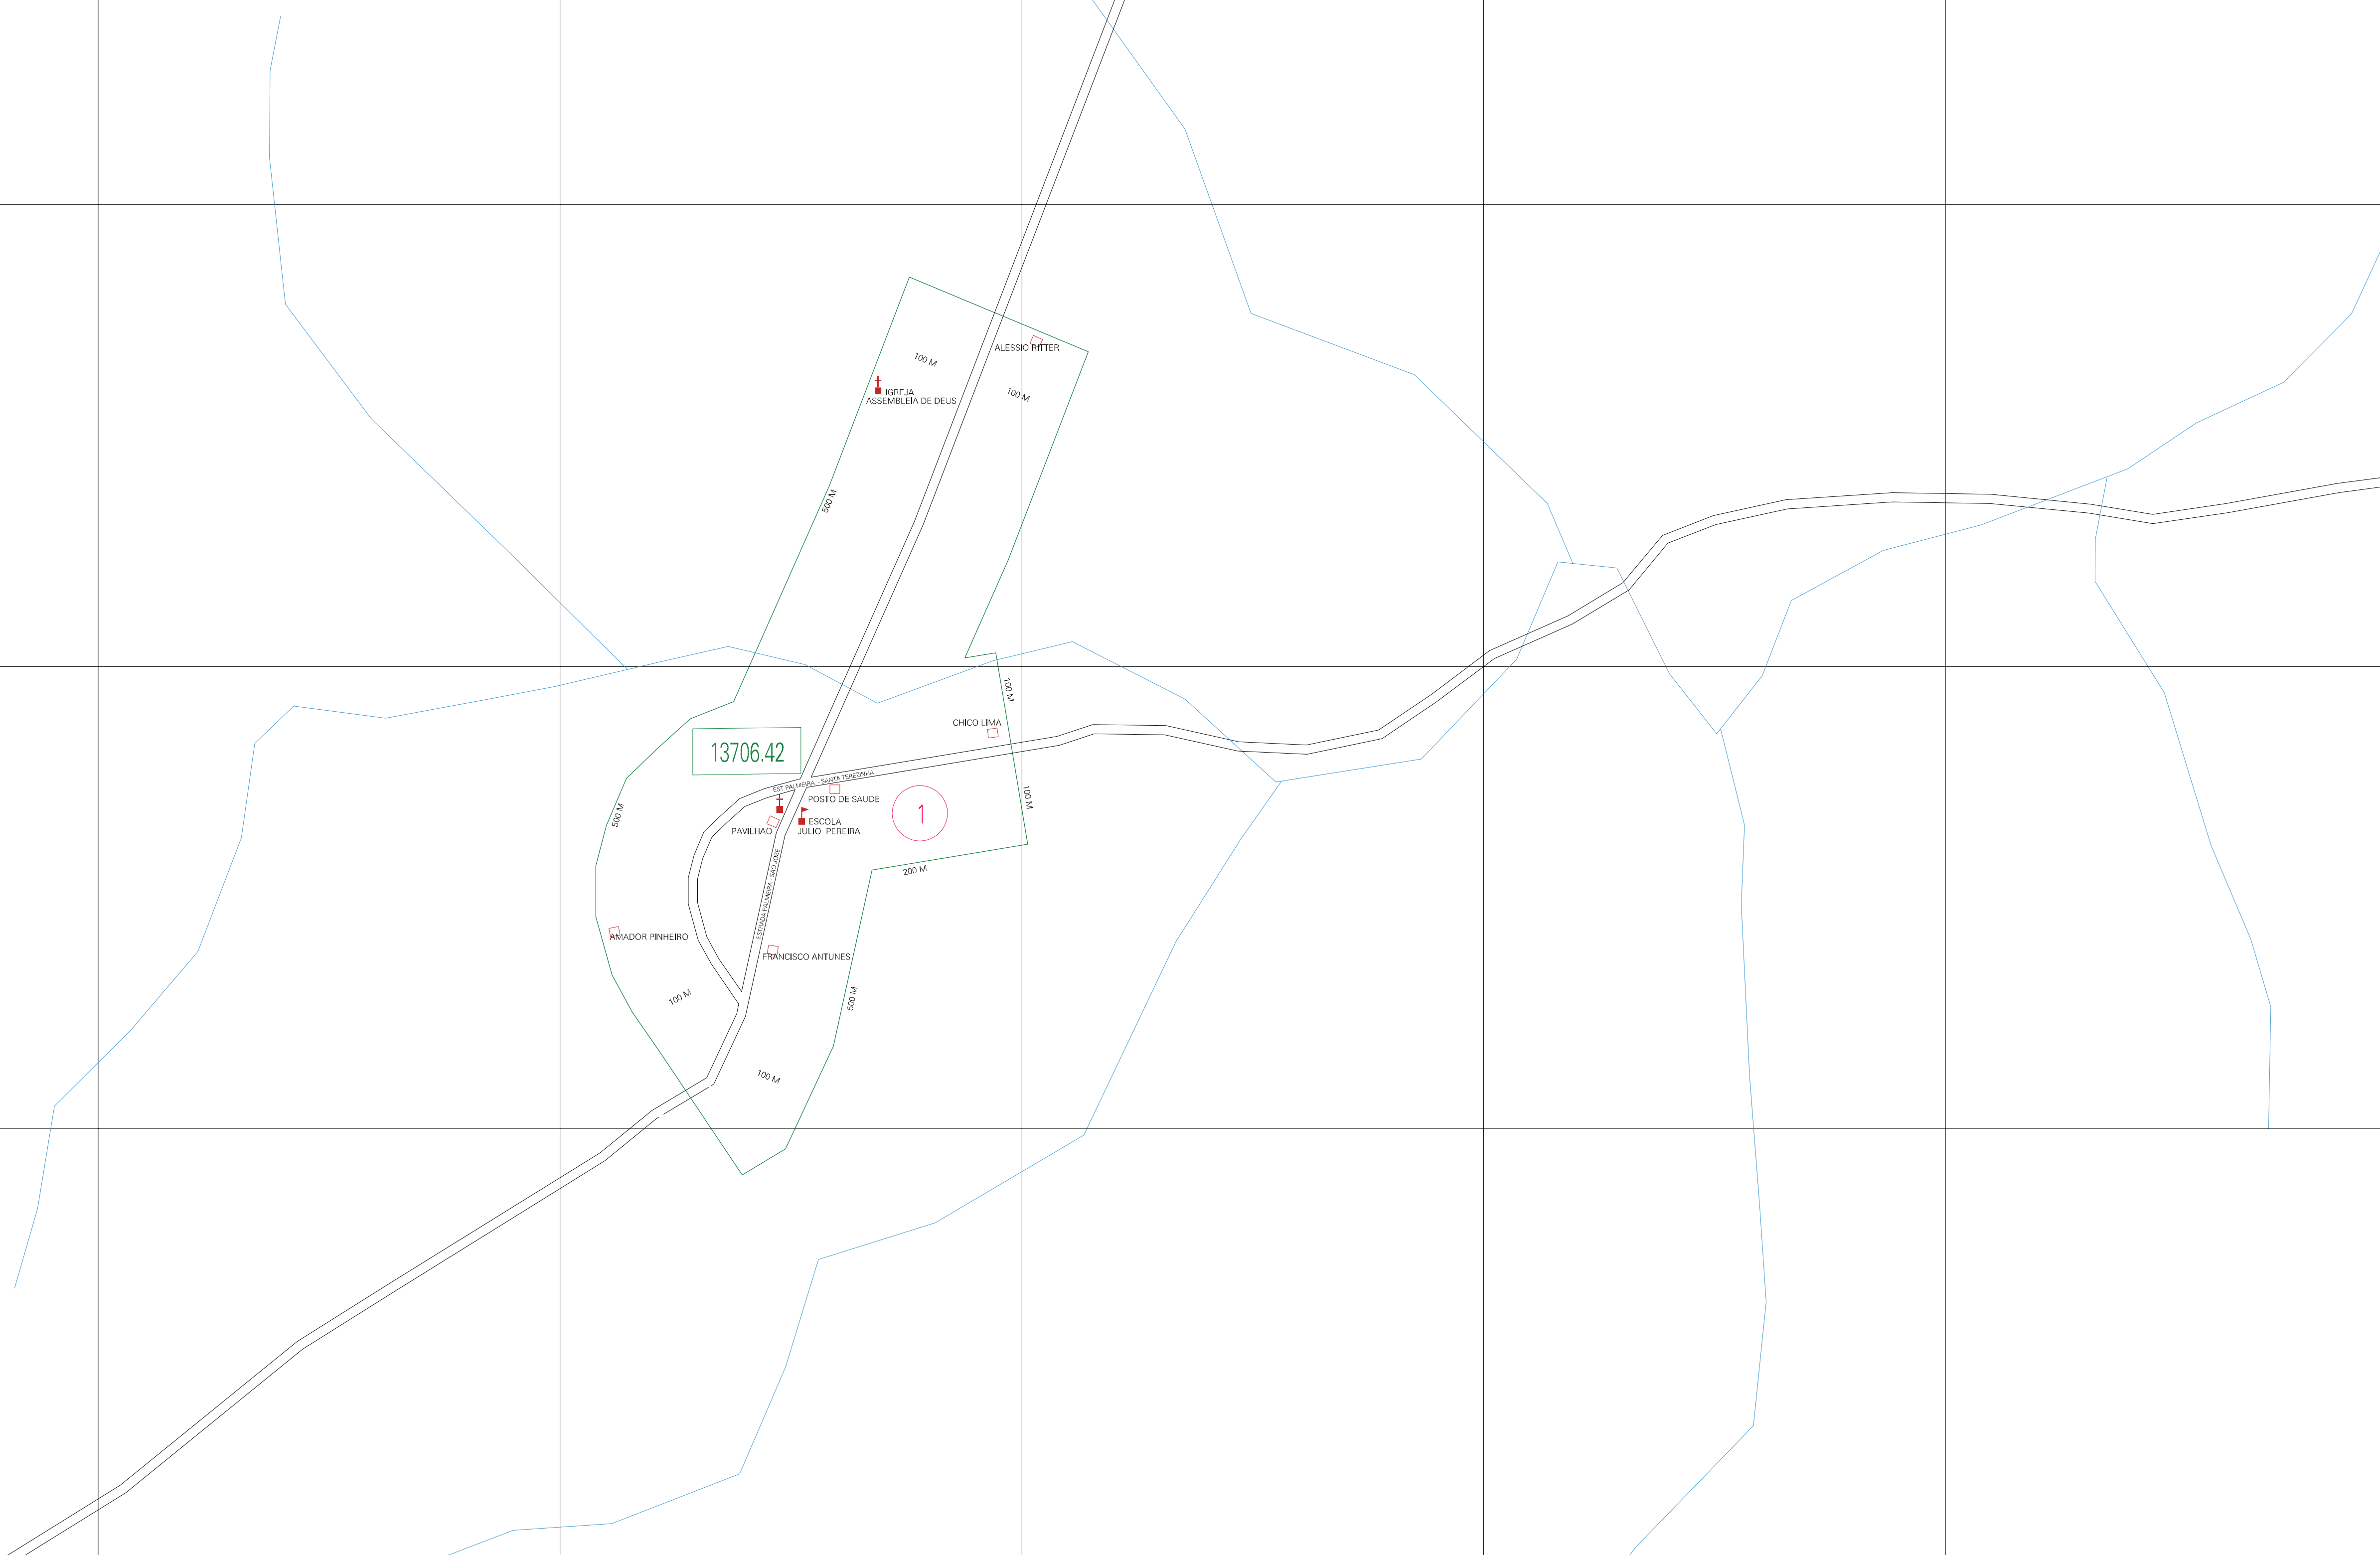 ALESSIO RITTER
100 M
IGREJA
ASSEMBLEIA DE DEUS
100 M
500 M
100 M
CHICO LIMA
13706.42
EST PALMEIRA - SANTA TEREZINHA
POSTO DE SAUDE
100 M
1
500 M
ESCOLA
PAVILHAO
JULIO PEREIRA
200 M
ESTRADA PALMEIRA - SAO JOSE
AMADOR PINHEIRO
FRANCISCO ANTUNES
100 M
500 M
100 M